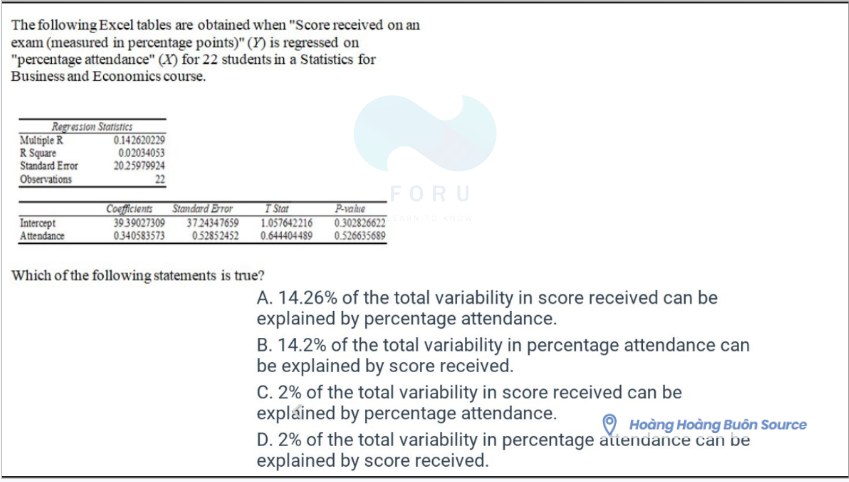 The following Excel tables are obtained when "Score received on an
exam (measured in percentage points)" (Y) is regressed on
"percentage attendance" (X) for 22 students in a Statistics for
Business and Economics course.
Regression Statistics
Multiple R 0.142620229
R Square 0.02034053
Standard Error 20.25979924
Observations 22
FORU
Coefficients Standard Error T Stat P-value
Intercept 39.39027309 37.24347659 1.057642216 0.302826622
Attendance 0.340583573 0.52852452 0.644404489 0.526635689
Which of the following statements is true?
A. 14.26% of the total variability in score received can be
explained by percentage attendance.
B. 14.2% of the total variability in percentage attendance can
be explained by score received.
C. 2% of the total variability in score received can be
explained by percentage attendance.
Hoàng Hoàng Buôn Source
D. 2% of the total variability in percentage attendance can be
explained by score received.